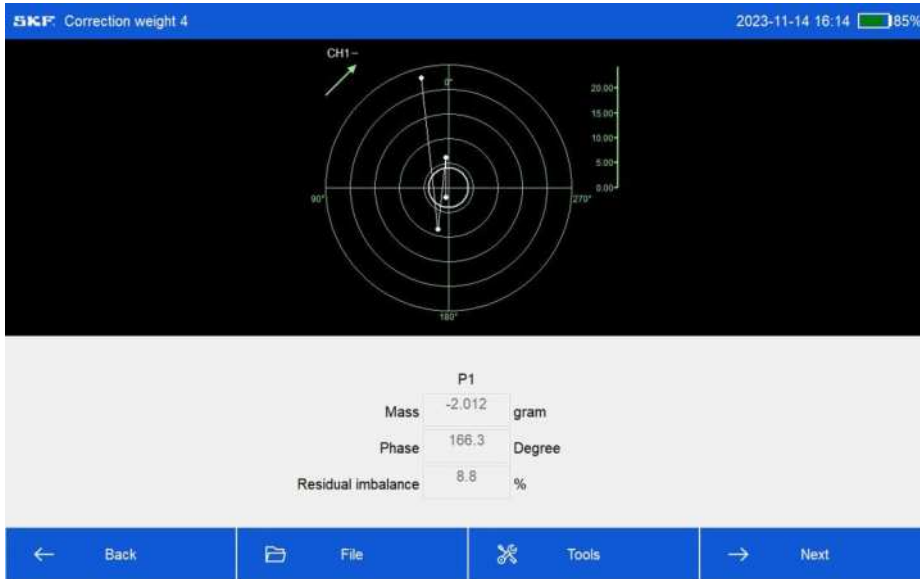 SKF Correction weight 4
2023-11-14 16:14 85%
CH1-
0°
90°
270°
180°
20.00
15.00
10.00
5.00
0.00
P1
Mass -2.012 gram
Phase 166.3 Degree
Residual imbalance 8.8 %
Back File Tools Next